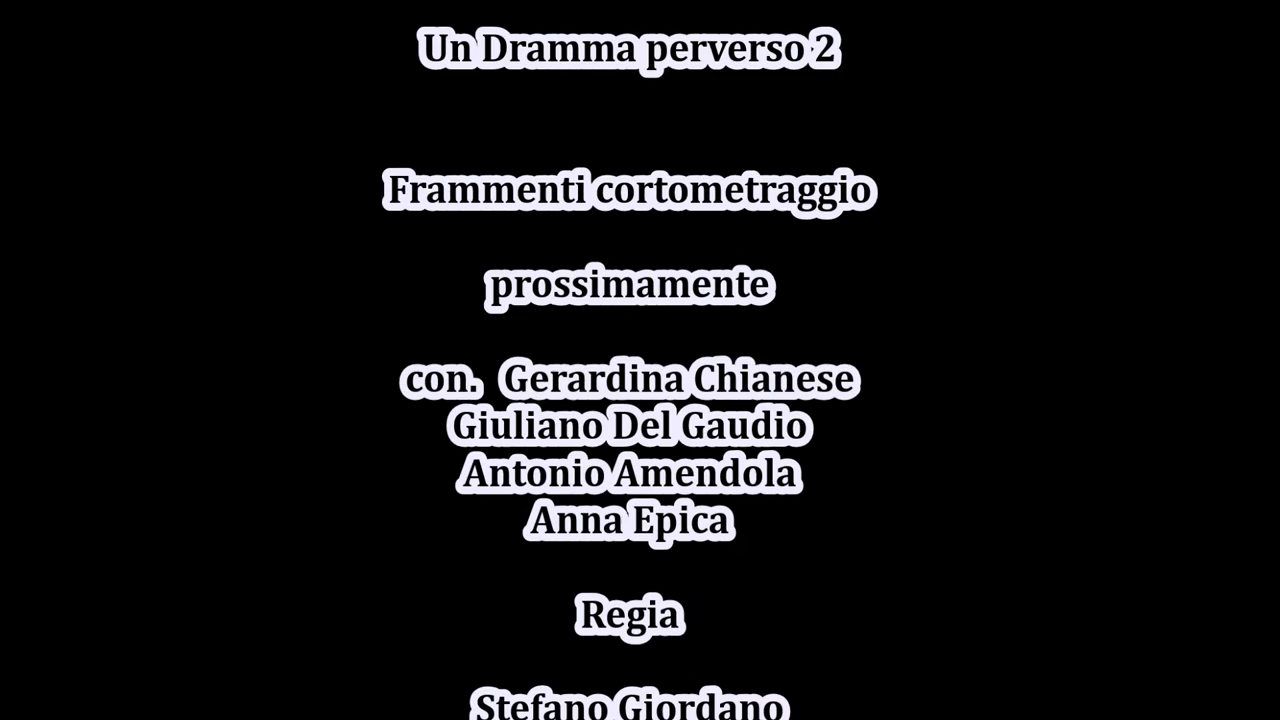 Un Dramma perverso 2
Frammenti cortometraggio
prossimamente
con.   Gerardina Chianese
Giuliano Del Gaudio
Antonio Amendola
Anna Epica
Regia
Stefano Giordano